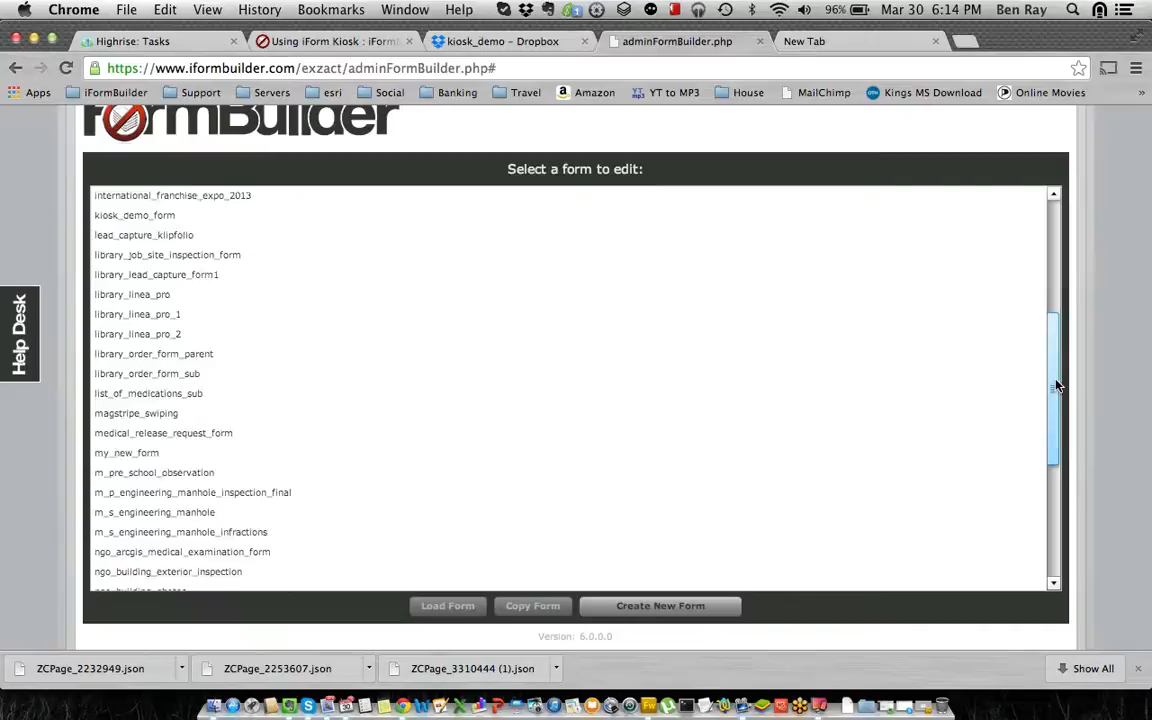 Chrome File Edit View History Bookmarks Window Help 96% Mar 30 6:14 PM Ben Ray
Highrise: Tasks Using iForm Kiosk : iForm kiosk_demo - Dropbox adminFormBuilder.php New Tab
https://www.iformbuilder.com/exzact/adminFormBuilder.php#
Apps iFormBuilder Support Servers esri Social Banking Travel Amazon YT to MP3 House MailChimp Kings MS Download Online Movies »
FormBuilder
Select a form to edit:
international_franchise_expo_2013
kiosk_demo_form
lead_capture_klipfolio
library_job_site_inspection_form
library_lead_capture_form1
library_linea_pro
library_linea_pro_1
library_linea_pro_2
library_order_form_parent
library_order_form_sub
list_of_medications_sub
magstripe_swiping
medical_release_request_form
my_new_form
m_pre_school_observation
m_p_engineering_manhole_inspection_final
m_s_engineering_manhole
m_s_engineering_manhole_infractions
ngo_arcgis_medical_examination_form
ngo_building_exterior_inspection
Help Desk
Load Form Copy Form Create New Form
Version: 6.0.0.0
ZCPage_2232949.json ZCPage_2253607.json ZCPage_3310444 (1).json Show All